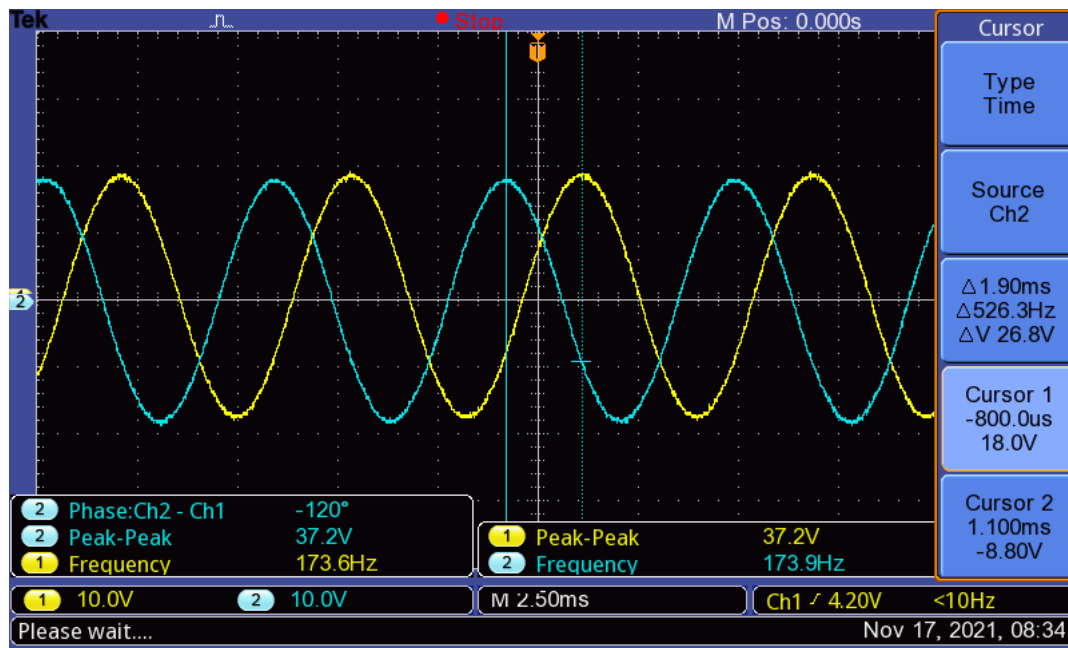 Tek Stop M Pos: 0.000s
Cursor
Type
Time
Source
Ch2
△1.90ms
△526.3Hz
△V 26.8V
Cursor 1
-800.0us
18.0V
Cursor 2
1.100ms
-8.80V
T
2
2 Phase:Ch2 - Ch1 -120°
2 Peak-Peak 37.2V
1 Frequency 173.6Hz
1 Peak-Peak 37.2V
2 Frequency 173.9Hz
1 10.0V 2 10.0V M 2.50ms Ch1 / 4.20V <10Hz
Please wait.... Nov 17, 2021, 08:34